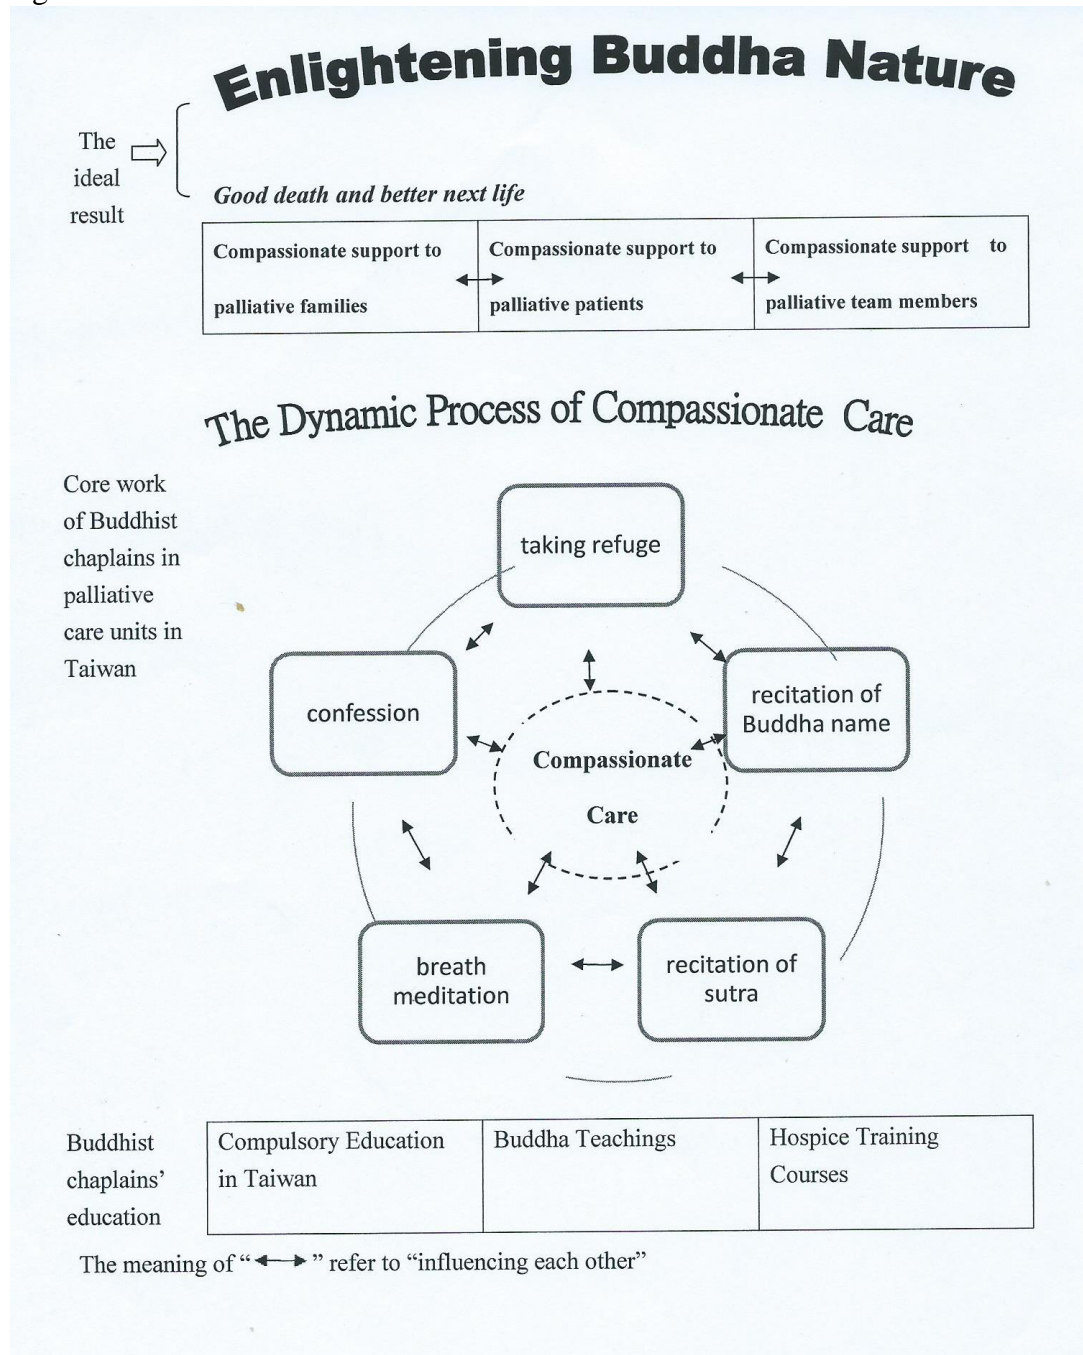 Enlightening Buddha Nature
The
ideal
result
Good death and better next life
Compassionate support to
palliative families
Compassionate support to
palliative patients
Compassionate support to
palliative team members
The Dynamic Process of Compassionate Care
Core work
of Buddhist
chaplains in
palliative
care units in
Taiwan
taking refuge
confession
recitation of
Buddha name
Compassionate
Care
breath
meditation
recitation of
sutra
Buddhist
chaplains’
education
Compulsory Education
in Taiwan
Buddha Teachings
Hospice Training
Courses
The meaning of “ ↔ ” refer to “influencing each other”